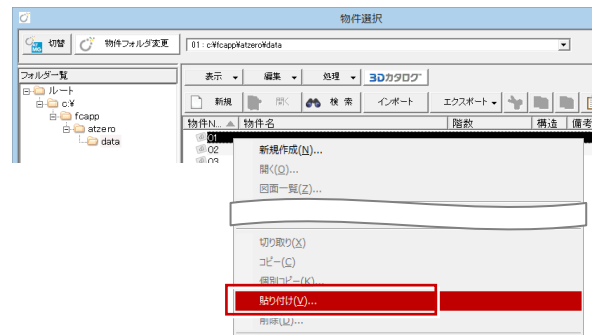 物件選択
切替 物件フォルダ変更 01 : c:¥fcapp¥atzero¥data
フォルダ一覧
表示 編集 処理 3Dカタログ
ルート
新規 開く 検 索 インポート エクスポート
c:¥
fcapp
物件N... 物件名 階数 構造 備考
atzero
01
data
02
03
新規作成(N)...
開く(O)...
図面一覧(Z)...
切り取り(X)
コピー(C)
個別コピー(K)...
貼り付け(V)...
削除(D)...